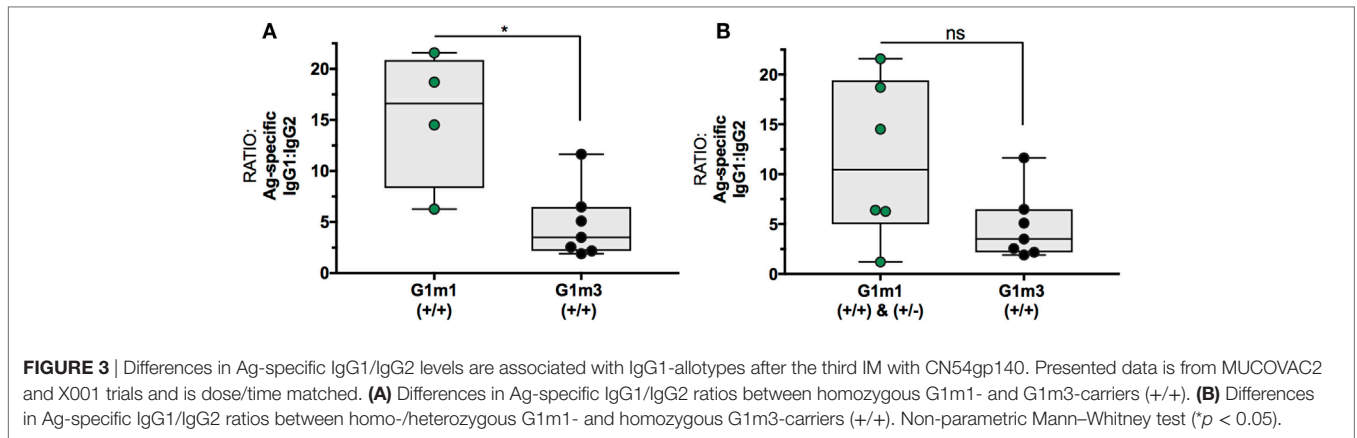 A
*
20
15
10
5
0
RATIO:
Ag-specific
IgG1:IgG2
G1m1
(+/+)
G1m3
(+/+)
B
ns
20
15
10
5
0
RATIO:
Ag-specific
IgG1:IgG2
G1m1
(+/+) & (+/-)
G1m3
(+/+)
FIGURE 3 | Differences in Ag-specific IgG1/IgG2 levels are associated with IgG1-allotypes after the third IM with CN54gp140. Presented data is from MUCOVAC2
and X001 trials and is dose/time matched. (A) Differences in Ag-specific IgG1/IgG2 ratios between homozygous G1m1- and G1m3-carriers (+/+). (B) Differences
in Ag-specific IgG1/IgG2 ratios between homo-/heterozygous G1m1- and homozygous G1m3-carriers (+/+). Non-parametric Mann–Whitney test (*p < 0.05).